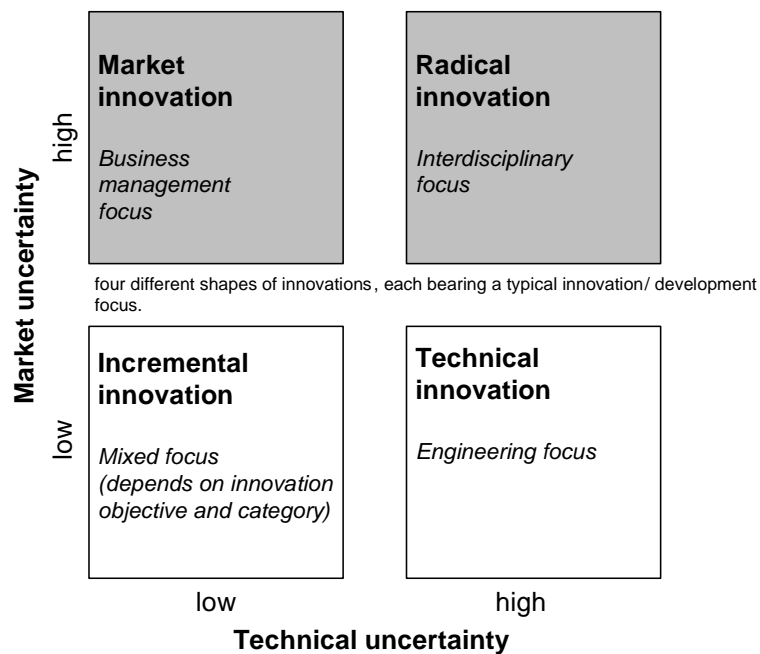 Market
innovation
Business
management
focus
Radical
innovation
Interdisciplinary
focus
high
Market uncertainty
four different shapes of innovations, each bearing a typical innovation/ development
focus.
Incremental
innovation
Mixed focus
(depends on innovation
objective and category)
Technical
innovation
Engineering focus
low
low
high
Technical uncertainty